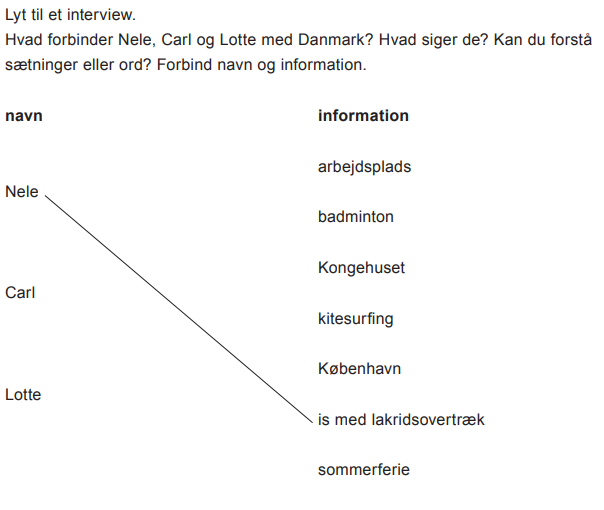 Lyt til et interview.
Hvad forbinder Nele, Carl og Lotte med Danmark? Hvad siger de? Kan du forstå
sætninger eller ord? Forbind navn og information.
navn
information
arbejdsplads
Nele
badminton
Kongehuset
Carl
kitesurfing
København
Lotte
is med lakridsovertræk
sommerferie